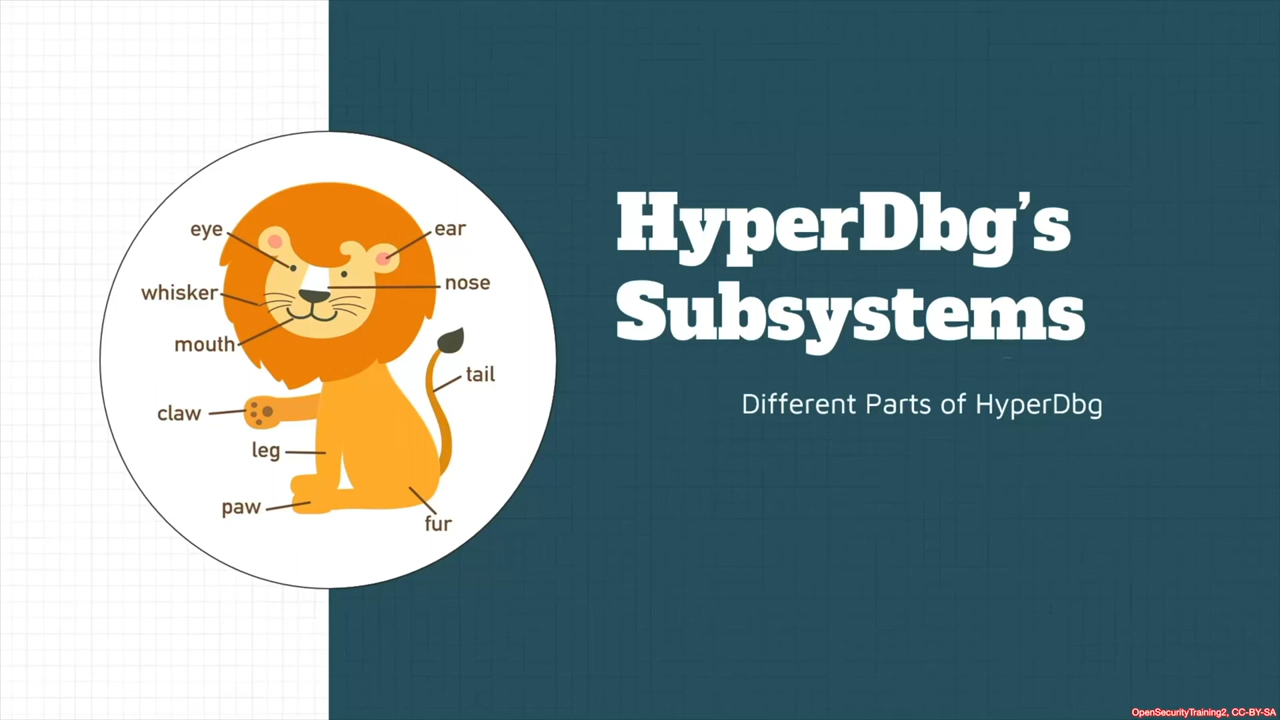 eye
ear
whisker
nose
mouth
tail
claw
leg
paw
fur
HyperDbg’s
Subsystems
Different Parts of HyperDbg
OpenSecurityTraining2, CC-BY-SA